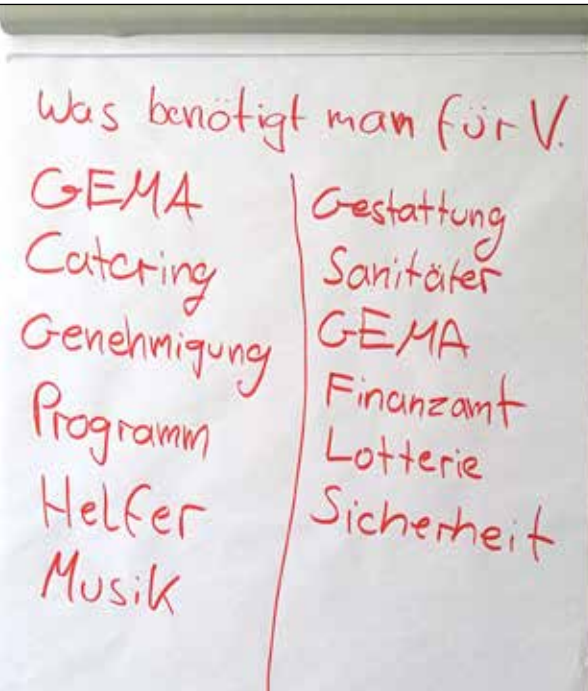 Was benötigt man für V.
GEMA
Catering
Genehmigung
Programm
Helfer
Musik
Gestattung
Sanitäter
GEMA
Finanzamt
Lotterie
Sicherheit